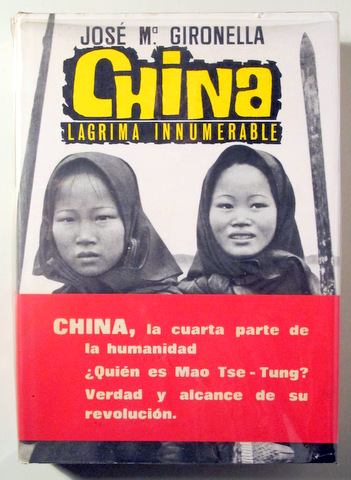 JOSÉ Mª GIRONELLA
CHINA
LAGRIMA INNUMERABLE
CHINA, la cuarta parte de
la humanidad
¿Quién es Mao Tse-Tung?
Verdad y alcance de su
revolución.